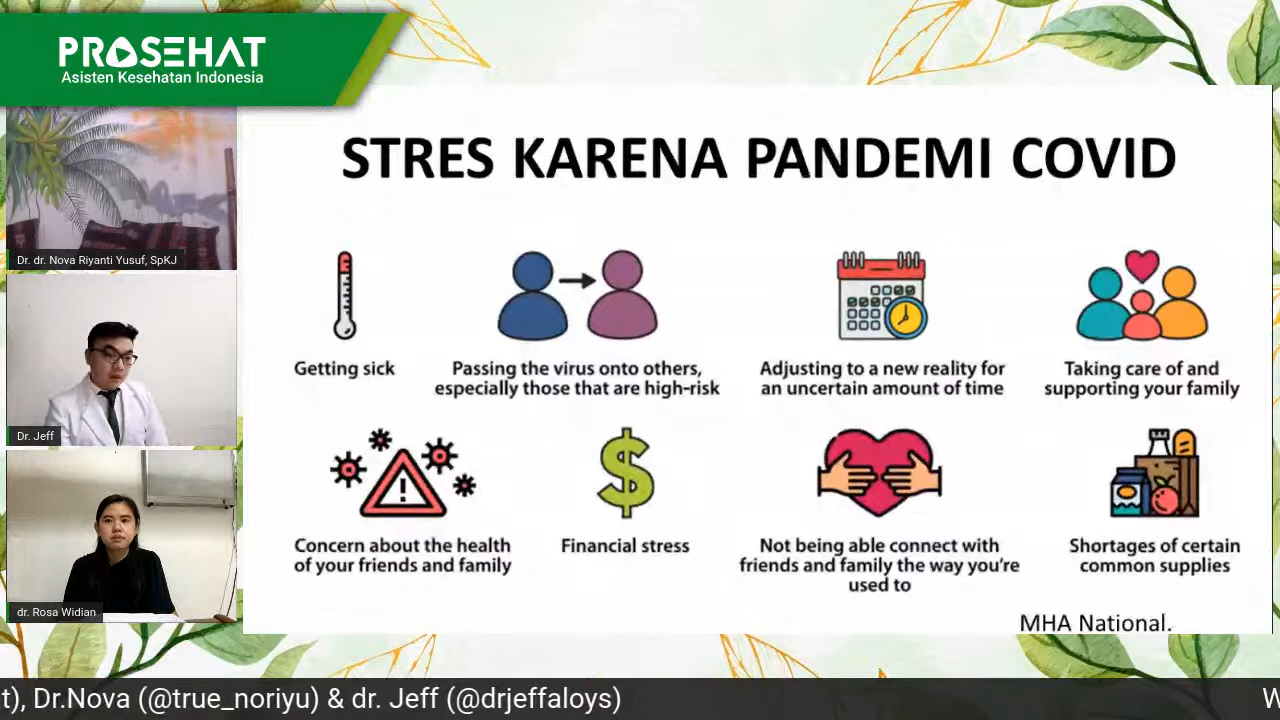 PROSEHAT
Asisten Kesehatan Indonesia
Dr. dr. Nova Riyanti Yusuf, SpKJ
Dr. Jeff
dr. Rosa Widian
STRES KARENA PANDEMI COVID
Getting sick
Passing the virus onto others,
especially those that are high-risk
Adjusting to a new reality for
an uncertain amount of time
Taking care of and
supporting your family
Concern about the health
of your friends and family
Financial stress
Not being able connect with
friends and family the way you're
used to
Shortages of certain
common supplies
MHA National.
t), Dr.Nova (@true_noriyu) & dr. Jeff (@drjeffaloys)
W